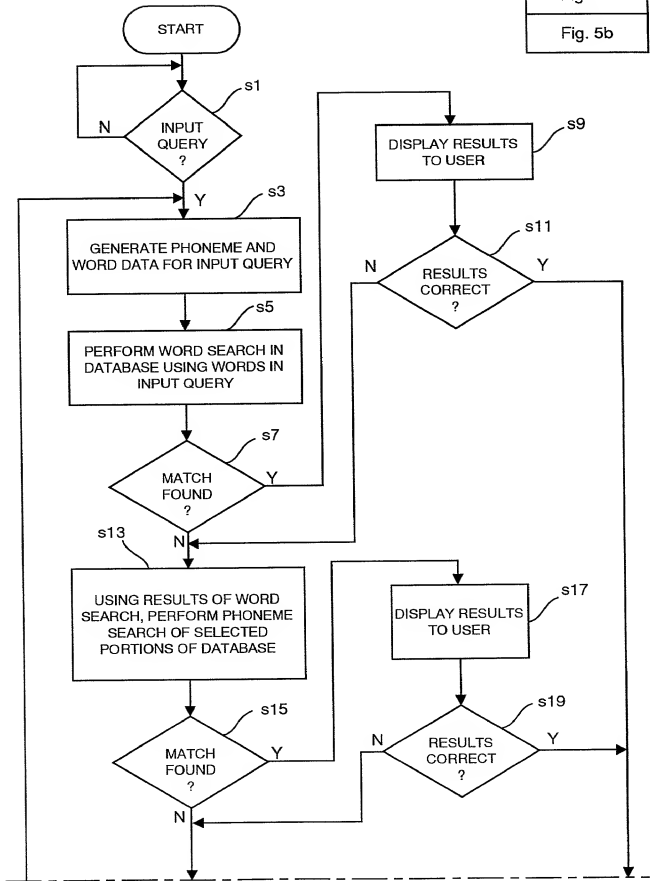 Fig. 5b
START
s1
N
INPUT
QUERY
?
Y
s3
GENERATE PHONEME AND
WORD DATA FOR INPUT QUERY
s5
PERFORM WORD SEARCH IN
DATABASE USING WORDS IN
INPUT QUERY
s7
MATCH
FOUND
?
Y
N
s9
DISPLAY RESULTS
TO USER
s11
N
RESULTS
CORRECT
?
Y
s13
USING RESULTS OF WORD
SEARCH, PERFORM PHONEME
SEARCH OF SELECTED
PORTIONS OF DATABASE
s15
MATCH
FOUND
?
Y
N
s17
DISPLAY RESULTS
TO USER
s19
N
RESULTS
CORRECT
?
Y